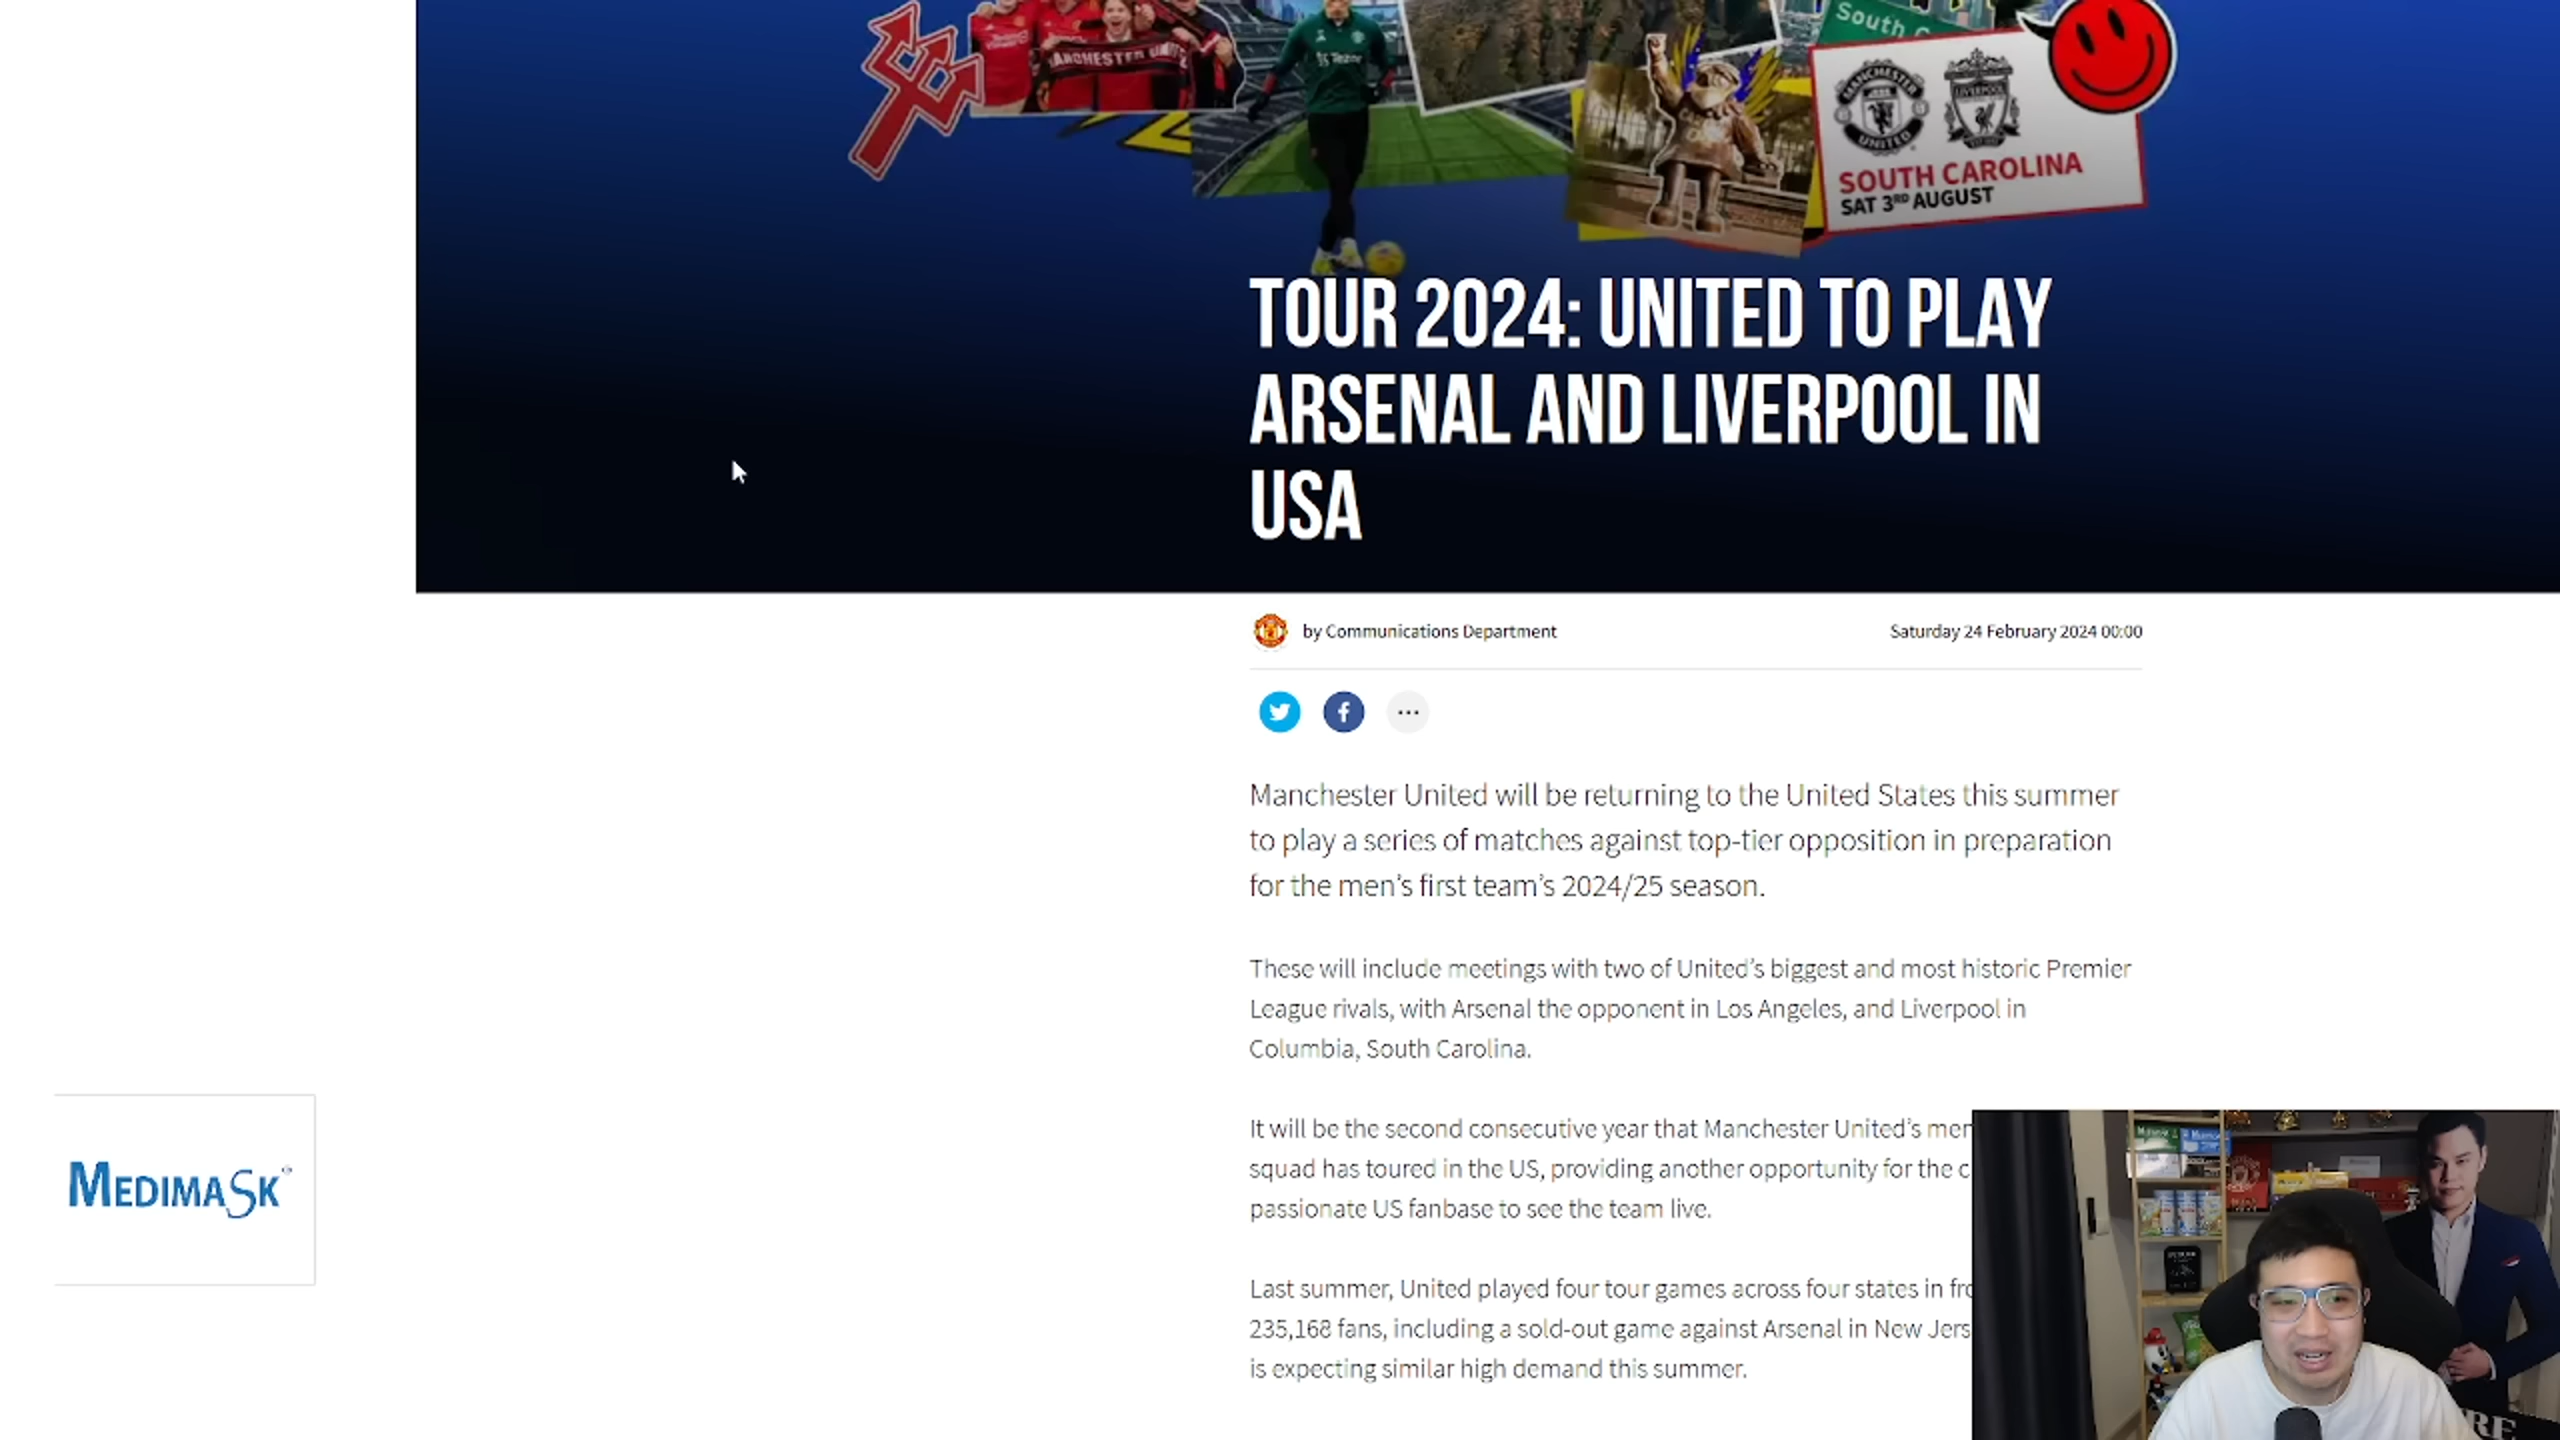 MANCHESTER UNITED
Tezos
South C
MANCHESTER
UNITED
LIVERPOOL
SOUTH CAROLINA
SAT 3RD AUGUST
TOUR 2024: UNITED TO PLAY
ARSENAL AND LIVERPOOL IN
USA
by Communications Department
Saturday 24 February 2024 00:00
Manchester United will be returning to the United States this summer
to play a series of matches against top-tier opposition in preparation
for the men’s first team’s 2024/25 season.
These will include meetings with two of United’s biggest and most historic Premier
League rivals, with Arsenal the opponent in Los Angeles, and Liverpool in
Columbia, South Carolina.
It will be the second consecutive year that Manchester United’s men
squad has toured in the US, providing another opportunity for the c
passionate US fanbase to see the team live.
Last summer, United played four tour games across four states in fro
235,168 fans, including a sold-out game against Arsenal in New Jers
is expecting similar high demand this summer.
MEDIMASK
RE